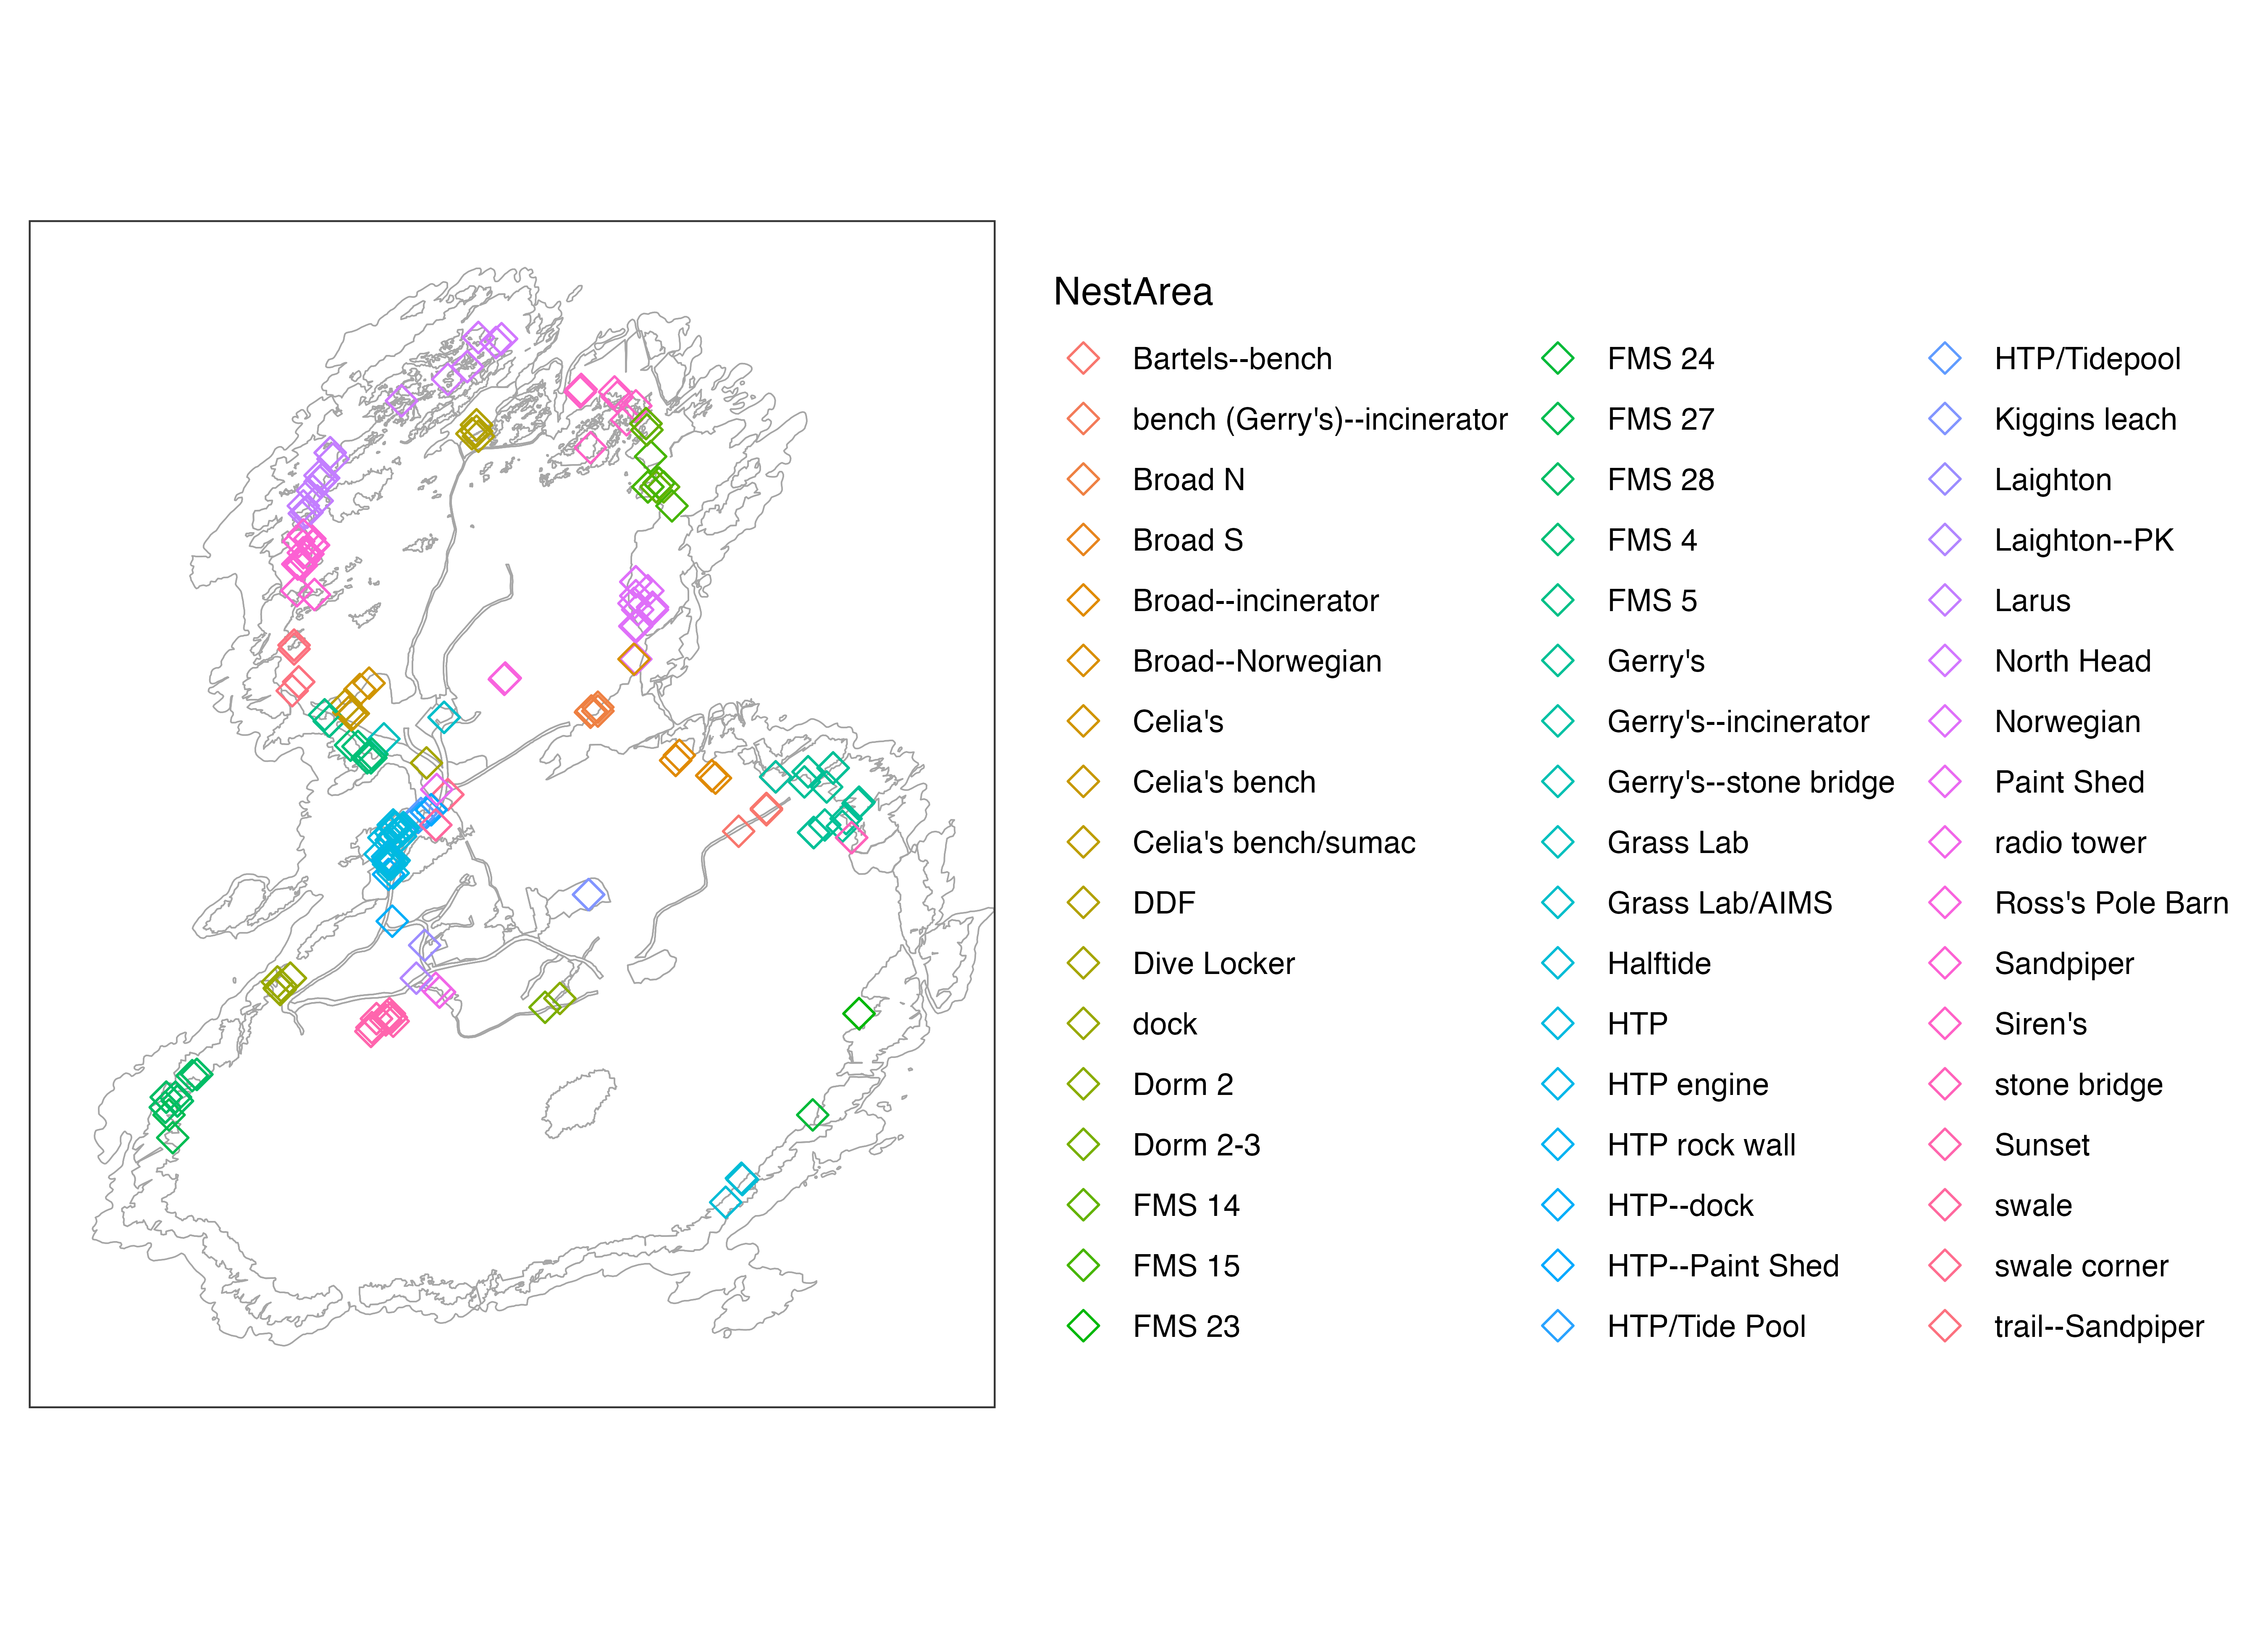 NestArea
Bartels--bench
bench (Gerry's)--incinerator
Broad N
Broad S
Broad--incinerator
Broad--Norwegian
Celia's
Celia's bench
Celia's bench/sumac
DDF
Dive Locker
dock
Dorm 2
Dorm 2-3
FMS 14
FMS 15
FMS 23
FMS 24
FMS 27
FMS 28
FMS 4
FMS 5
Gerry's
Gerry's--incinerator
Gerry's--stone bridge
Grass Lab
Grass Lab/AIMS
Halftide
HTP
HTP engine
HTP rock wall
HTP--dock
HTP--Paint Shed
HTP/Tide Pool
HTP/Tidepool
Kiggins leach
Laighton
Laighton--PK
Larus
North Head
Norwegian
Paint Shed
radio tower
Ross's Pole Barn
Sandpiper
Siren's
stone bridge
Sunset
swale
swale corner
trail--Sandpiper